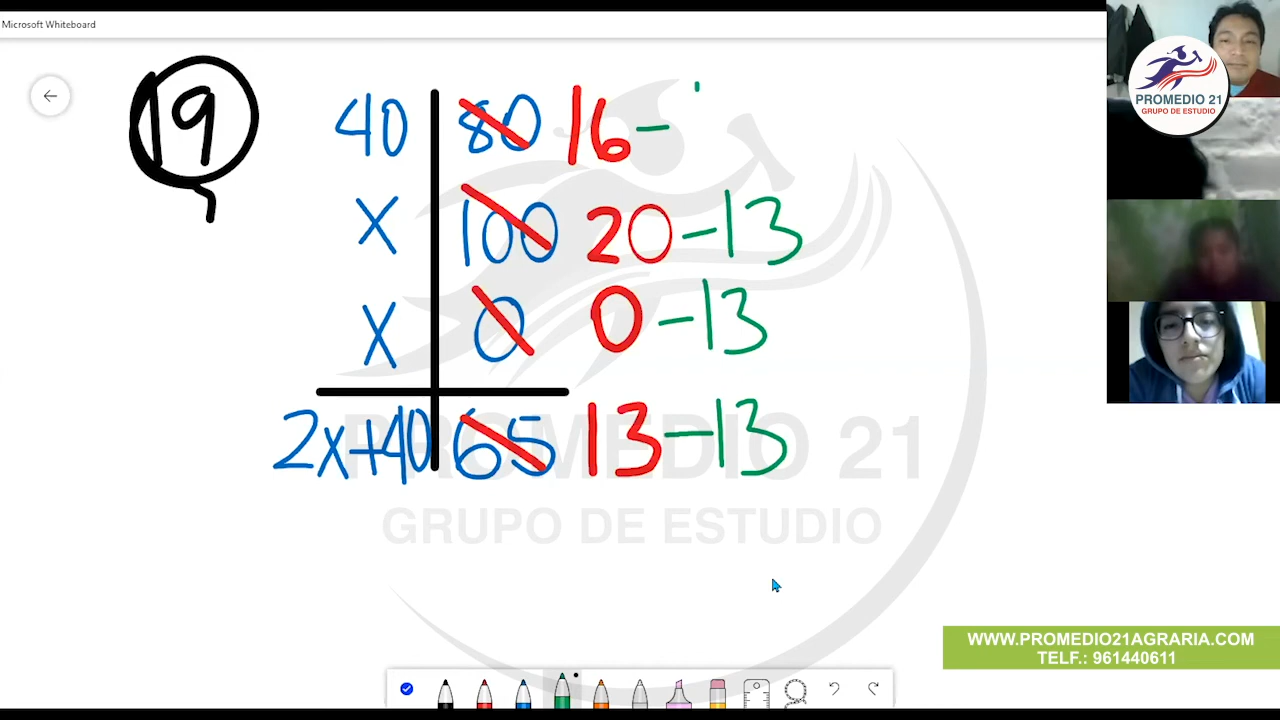 Microsoft Whiteboard
19
40 80 16 -
x 100 20 - 13
x 0 0 - 13
2x+40 65 13 - 13
PROMEDIO 21
GRUPO DE ESTUDIO
PROMEDIO 21
GRUPO DE ESTUDIO
WWW.PROMEDIO21AGRARIA.COM
TELF.: 961440611